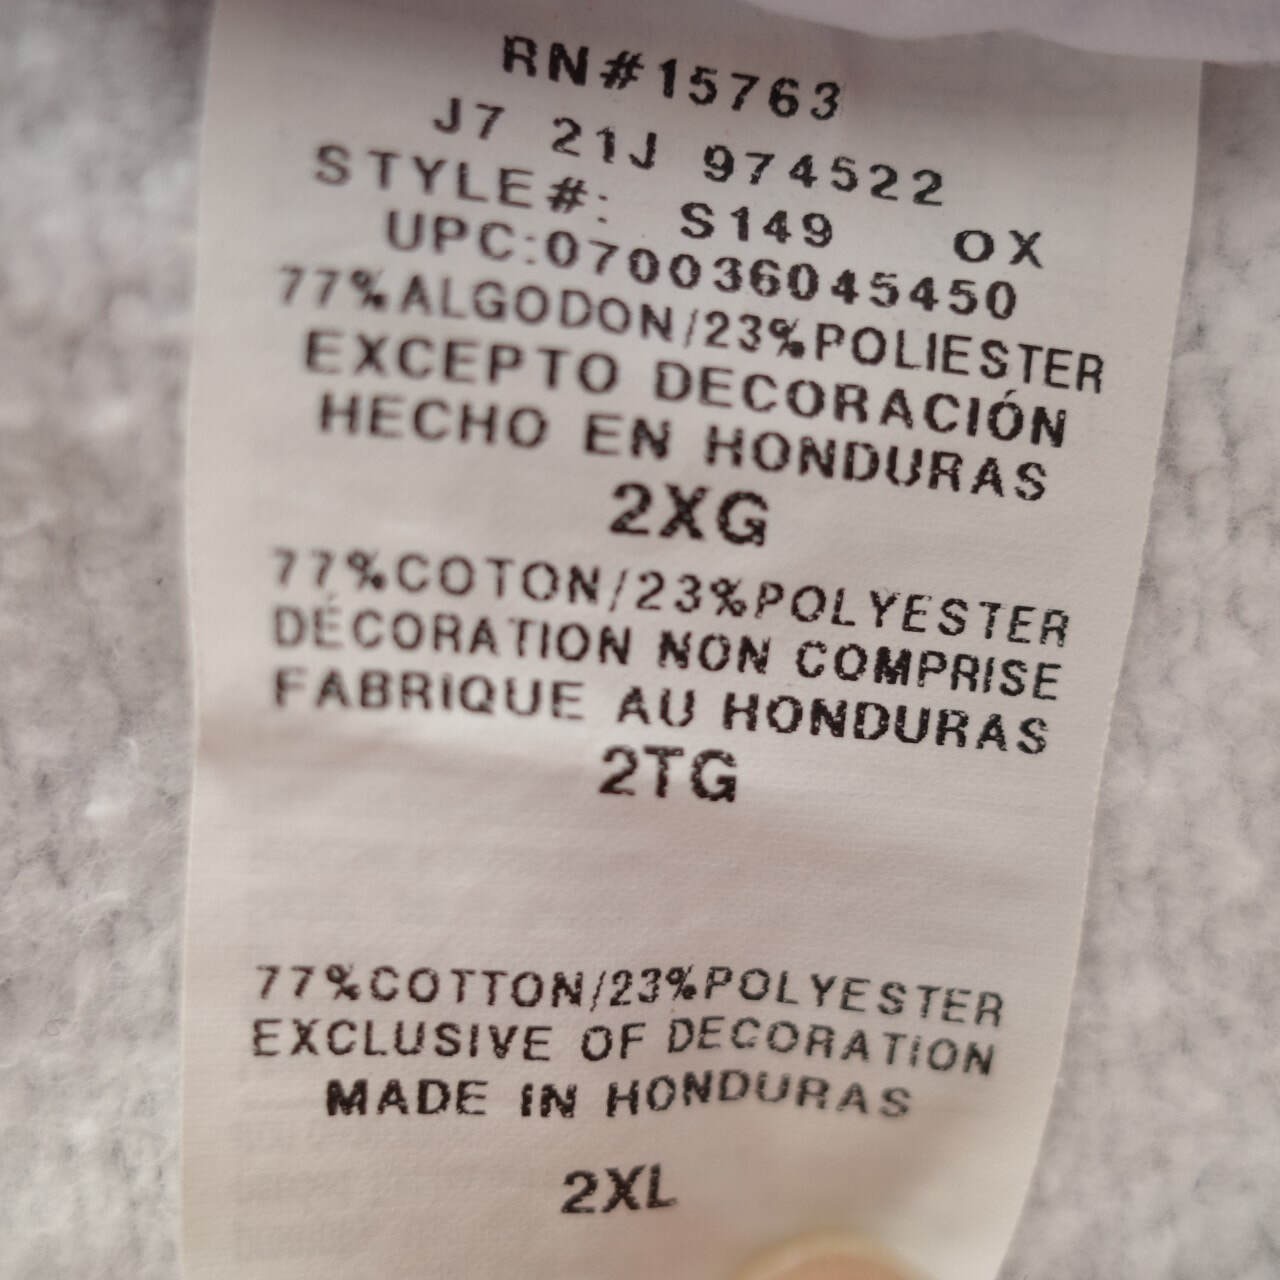 RN#15763
J7 21J 974522
STYLE#: S149 OX
UPC:070036045450
77%ALGODON/23%POLIESTER
EXCEPTO DECORACIÓN
HECHO EN HONDURAS
2XG
77%COTON/23%POLYESTER
DÉCORATION NON COMPRISE
FABRIQUE AU HONDURAS
2TG
77%COTTON/23%POLYESTER
EXCLUSIVE OF DECORATION
MADE IN HONDURAS
2XL